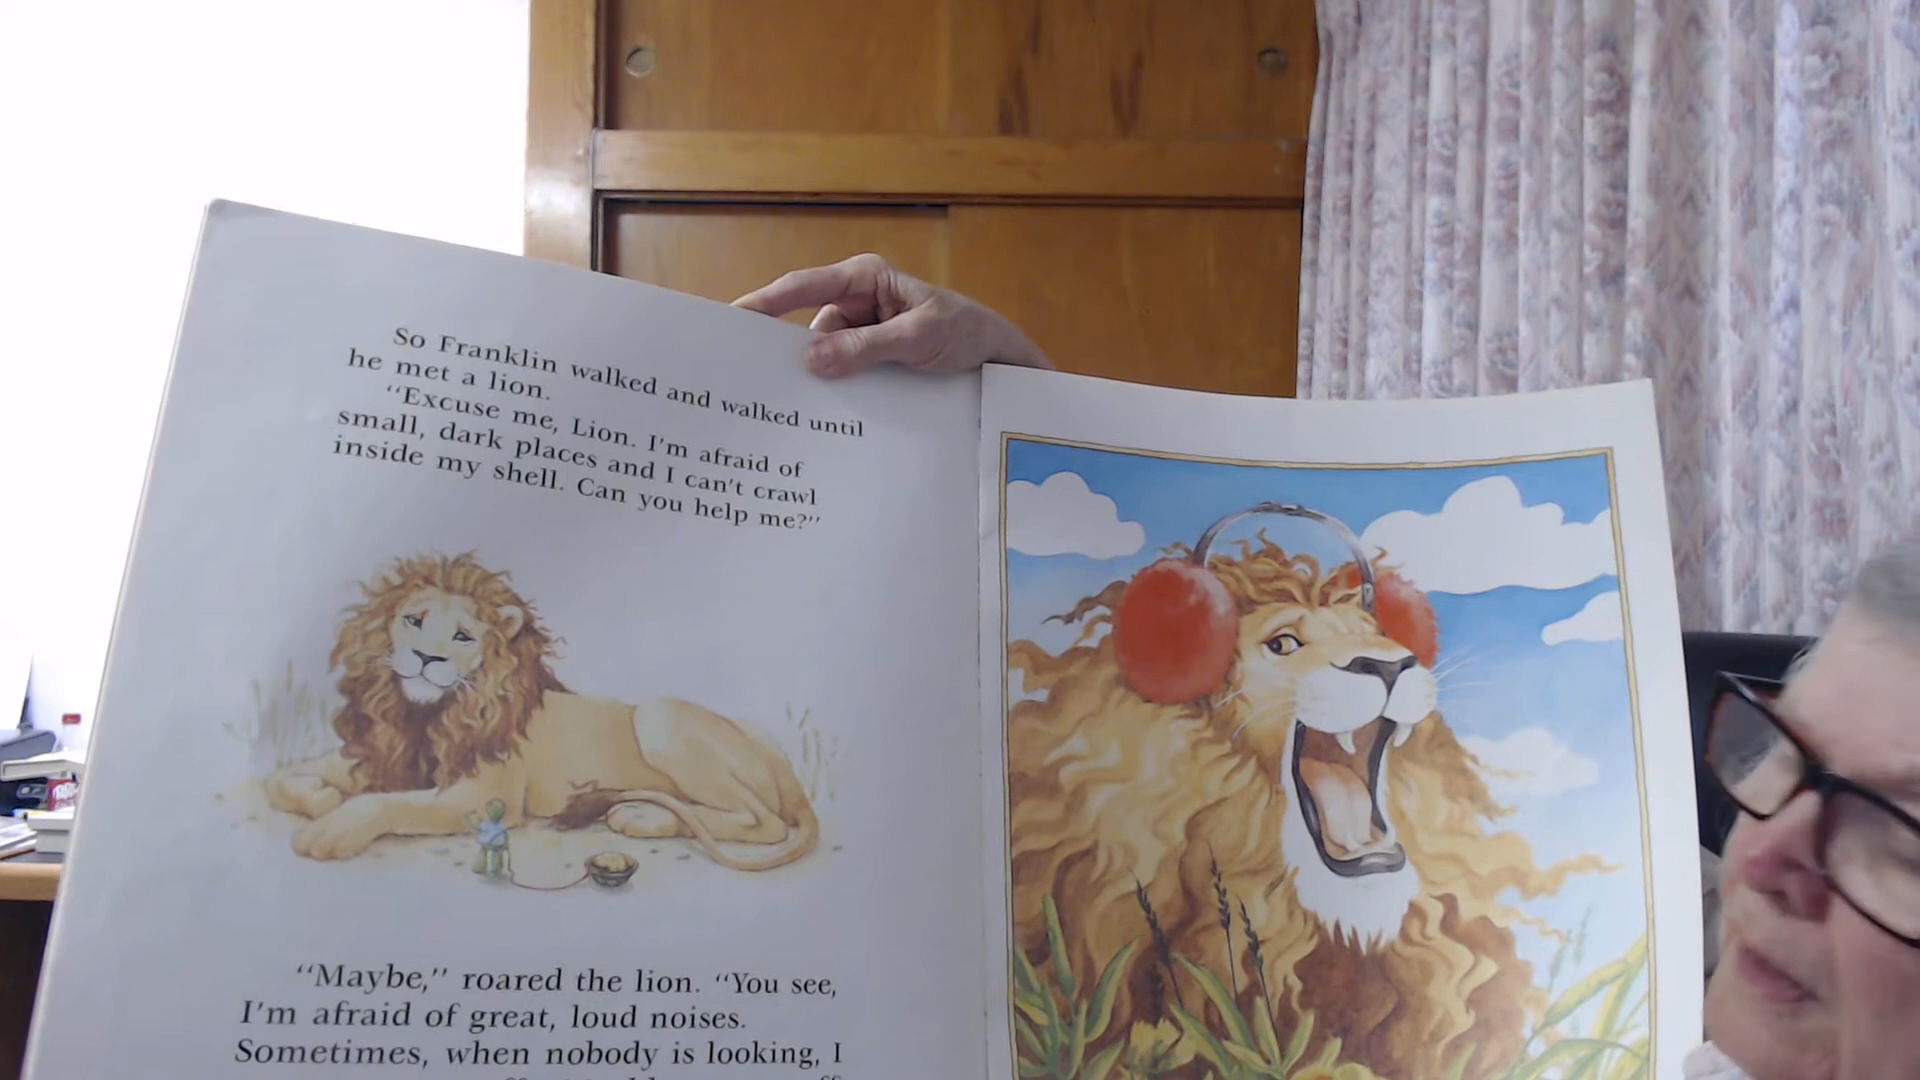 So Franklin walked and walked until
he met a lion.
“Excuse me, Lion. I'm afraid of
small, dark places and I can't crawl
inside my shell. Can you help me?”
“Maybe,” roared the lion. “You see,
I'm afraid of great, loud noises.
Sometimes, when nobody is looking, I